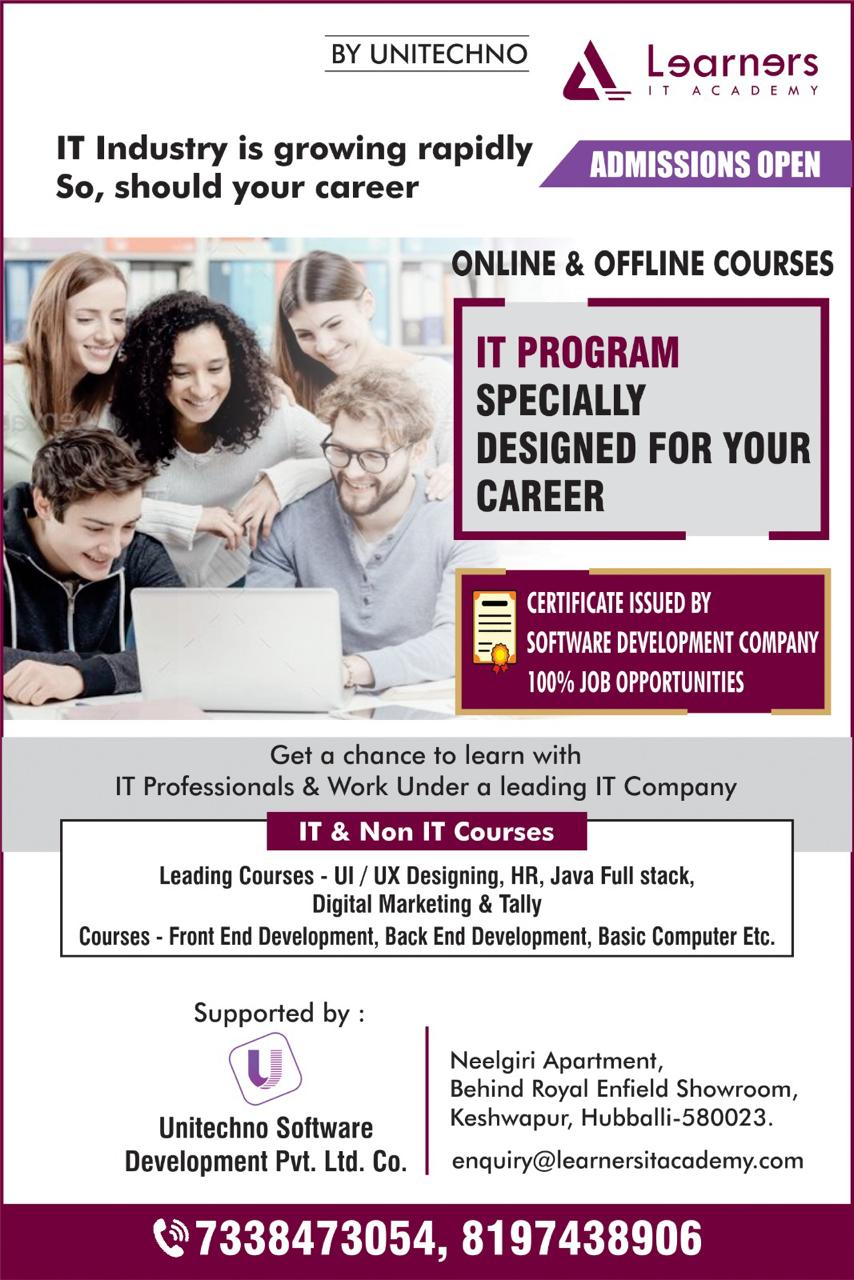 BY UNITECHNO
Learners
IT ACADEMY
IT Industry is growing rapidly
So, should your career
ADMISSIONS OPEN
ONLINE & OFFLINE COURSES
IT PROGRAM
SPECIALLY
DESIGNED FOR YOUR
CAREER
CERTIFICATE ISSUED BY
SOFTWARE DEVELOPMENT COMPANY
100% JOB OPPORTUNITIES
Get a chance to learn with
IT Professionals & Work Under a leading IT Company
IT & Non IT Courses
Leading Courses - UI / UX Designing, HR, Java Full stack,
Digital Marketing & Tally
Courses - Front End Development, Back End Development, Basic Computer Etc.
Supported by :
U
Unitechno Software
Development Pvt. Ltd. Co.
Neelgiri Apartment,
Behind Royal Enfield Showroom,
Keshwapur, Hubballi-580023.
enquiry@learnersitacademy.com
7338473054, 8197438906